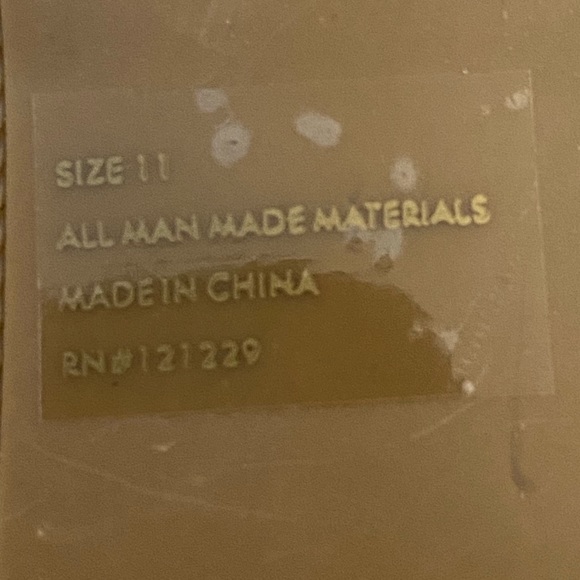 SIZE 11
ALL MAN MADE MATERIALS
MADE IN CHINA
RN#121229